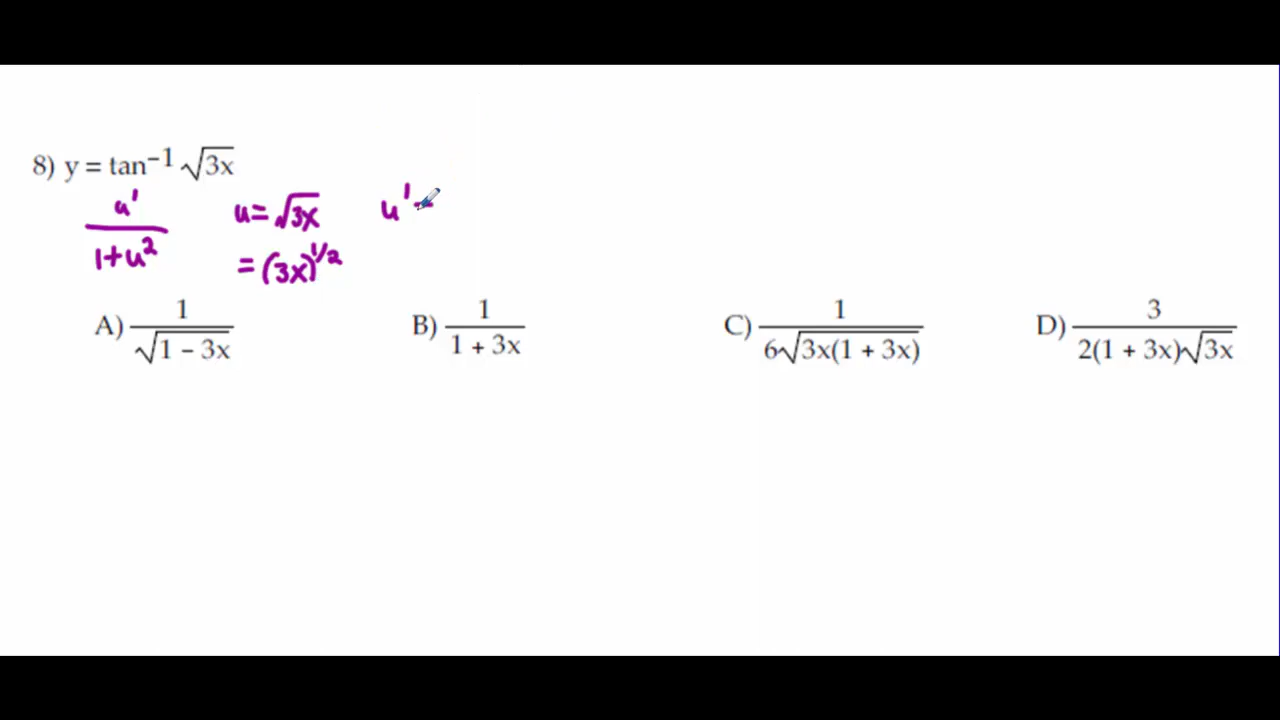 8) y = tan⁻¹ √(3x)
u' / (1+u²)
u = √(3x)
= (3x)^(1/2)
u' =
A) 1 / √(1 − 3x)
B) 1 / (1 + 3x)
C) 1 / (6√(3x(1 + 3x)))
D) 3 / (2(1 + 3x)√(3x))